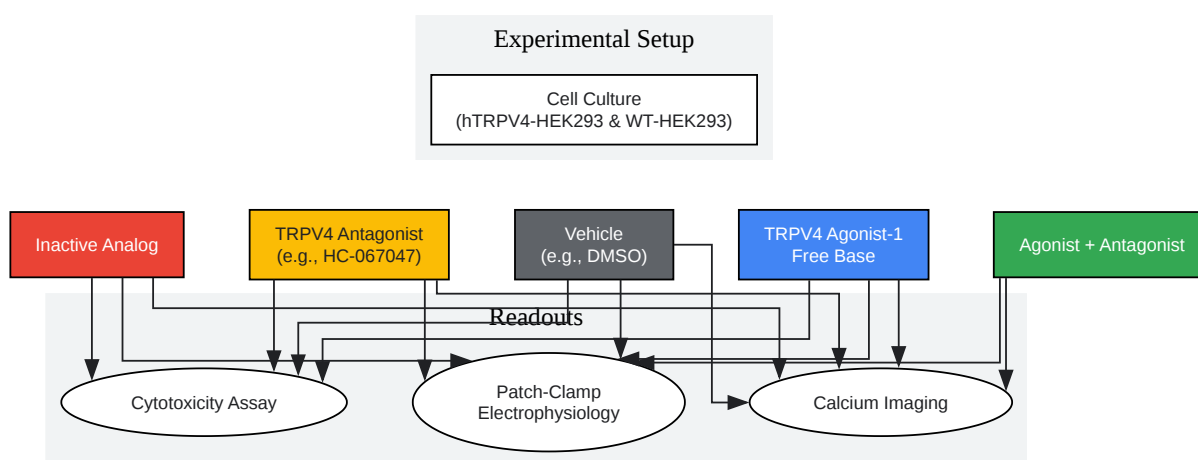 Experimental Setup
Cell Culture
(hTRPV4-HEK293 & WT-HEK293)
Inactive Analog
TRPV4 Antagonist
(e.g., HC-067047)
Vehicle
(e.g., DMSO)
TRPV4 Agonist-1
Free Base
Agonist + Antagonist
Readouts
Cytotoxicity Assay
Patch-Clamp
Electrophysiology
Calcium Imaging